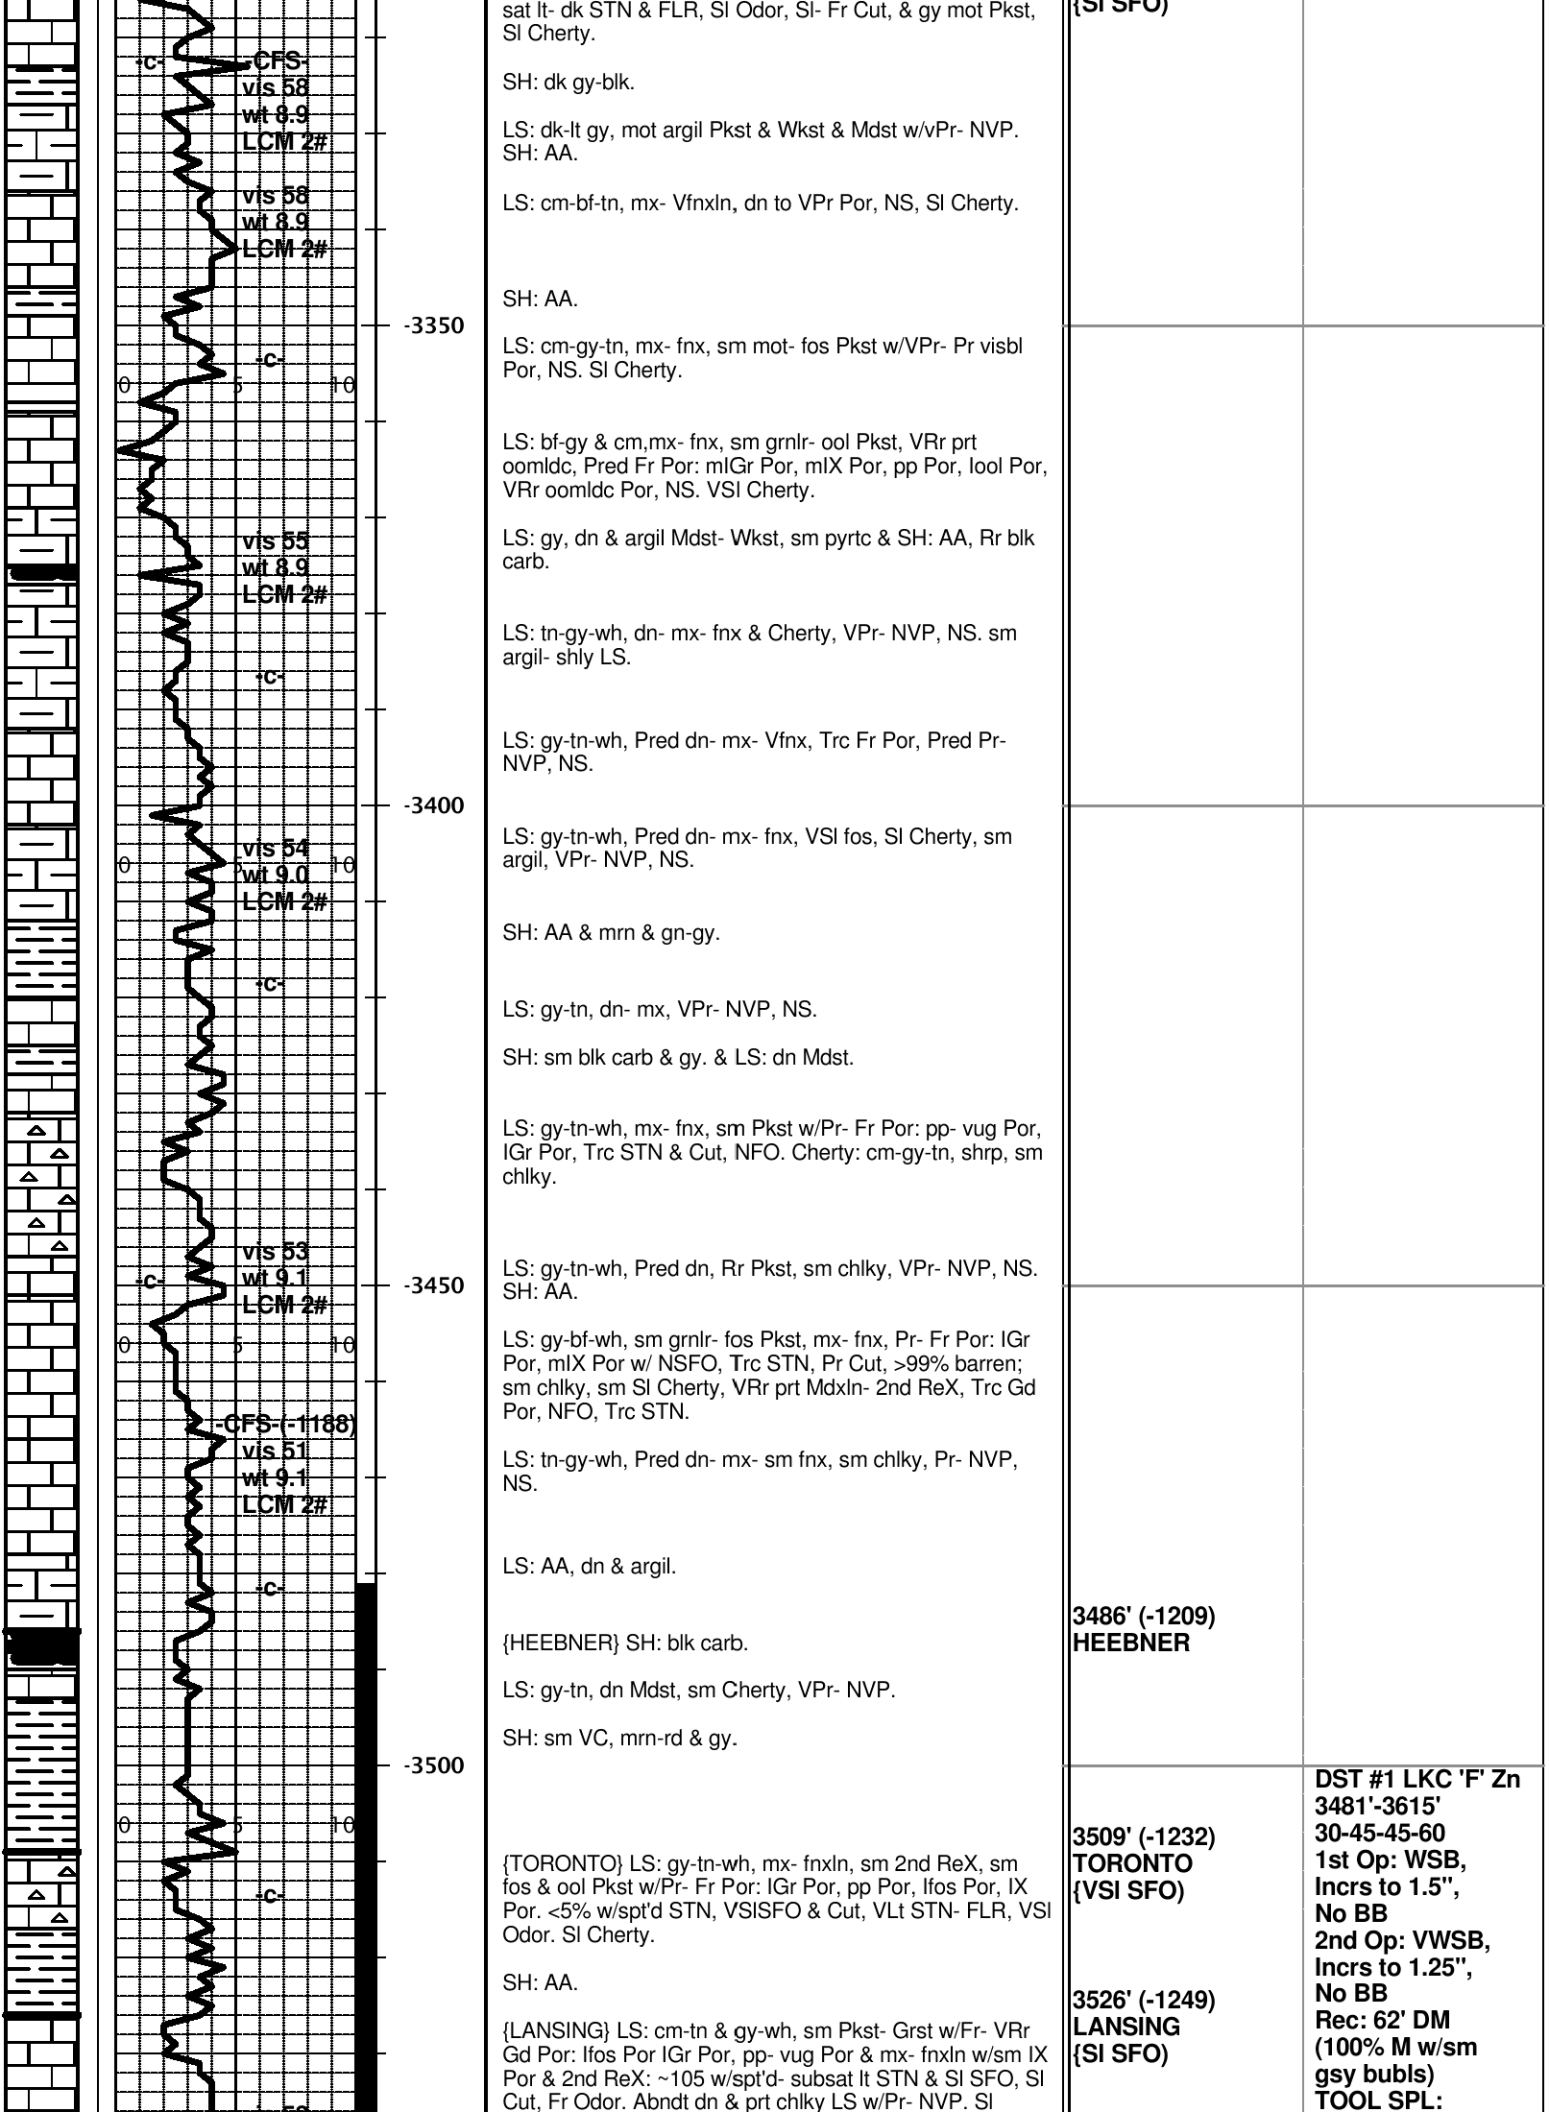 sat lt- dk STN & FLR, Sl Odor, Sl- Fr Cut, & gy mot Pkst,
Sl Cherty.
{Sl SFO)
-c-
-CFS-
vis 58
wt 8.9
LCM 2#
SH: dk gy-blk.
LS: dk-lt gy, mot argil Pkst & Wkst & Mdst w/vPr- NVP.
SH: AA.
vis 58
wt 8.9
LCM 2#
LS: cm-bf-tn, mx- Vfnxln, dn to VPr Por, NS, Sl Cherty.
SH: AA.
-3350
LS: cm-gy-tn, mx- fnx, sm mot- fos Pkst w/VPr- Pr visbl
Por, NS. Sl Cherty.
-c-
0 5 10
LS: bf-gy & cm,mx- fnx, sm grnlr- ool Pkst, VRr prt
oomldc, Pred Fr Por: mIGr Por, mIX Por, pp Por, Iool Por,
VRr oomldc Por, NS. VSl Cherty.
vis 55
wt 8.9
LCM 2#
LS: gy, dn & argil Mdst- Wkst, sm pyrtc & SH: AA, Rr blk
carb.
LS: tn-gy-wh, dn- mx- fnx & Cherty, VPr- NVP, NS. sm
argil- shly LS.
-c-
LS: gy-tn-wh, Pred dn- mx- Vfnx, Trc Fr Por, Pred Pr-
NVP, NS.
-3400
LS: gy-tn-wh, Pred dn- mx- fnx, VSl fos, Sl Cherty, sm
argil, VPr- NVP, NS.
vis 54
0 5 10
wt 9.0
LCM 2#
SH: AA & mrn & gn-gy.
-c-
LS: gy-tn, dn- mx, VPr- NVP, NS.
SH: sm blk carb & gy. & LS: dn Mdst.
LS: gy-tn-wh, mx- fnx, sm Pkst w/Pr- Fr Por: pp- vug Por,
IGr Por, Trc STN & Cut, NFO. Cherty: cm-gy-tn, shrp, sm
chlky.
vis 53
-c-
wt 9.1
LCM 2#
-3450
LS: gy-tn-wh, Pred dn, Rr Pkst, sm chlky, VPr- NVP, NS.
SH: AA.
0 5 10
LS: gy-bf-wh, sm grnlr- fos Pkst, mx- fnx, Pr- Fr Por: IGr
Por, mIX Por w/ NSFO, Trc STN, Pr Cut, >99% barren;
sm chlky, sm Sl Cherty, VRr prt Mdxln- 2nd ReX, Trc Gd
Por, NFO, Trc STN.
-CFS-(-1188)
vis 51
wt 9.1
LCM 2#
LS: tn-gy-wh, Pred dn- mx- sm fnx, sm chlky, Pr- NVP,
NS.
LS: AA, dn & argil.
-c-
3486' (-1209)
HEEBNER
{HEEBNER} SH: blk carb.
LS: gy-tn, dn Mdst, sm Cherty, VPr- NVP.
SH: sm VC, mrn-rd & gy.
-3500
0 5 10
{TORONTO} LS: gy-tn-wh, mx- fnxln, sm 2nd ReX, sm
fos & ool Pkst w/Pr- Fr Por: IGr Por, pp Por, Ifos Por, IX
Por. <5% w/spt'd STN, VSlSFO & Cut, VLt STN- FLR, VSl
Odor. Sl Cherty.
-c-
3509' (-1232)
TORONTO
{VSl SFO)
SH: AA.
{LANSING} LS: cm-tn & gy-wh, sm Pkst- Grst w/Fr- VRr
Gd Por: Ifos Por IGr Por, pp- vug Por & mx- fnxln w/sm IX
Por & 2nd ReX: ~105 w/spt'd- subsat lt STN & Sl SFO, Sl
Cut, Fr Odor. Abndt dn & prt chlky LS w/Pr- NVP. Sl
3526' (-1249)
LANSING
{Sl SFO)
DST #1 LKC 'F' Zn
3481'-3615'
30-45-45-60
1st Op: WSB,
Incrs to 1.5",
No BB
2nd Op: VWSB,
Incrs to 1.25",
No BB
Rec: 62' DM
(100% M w/sm
gsy bubls)
TOOL SPL: